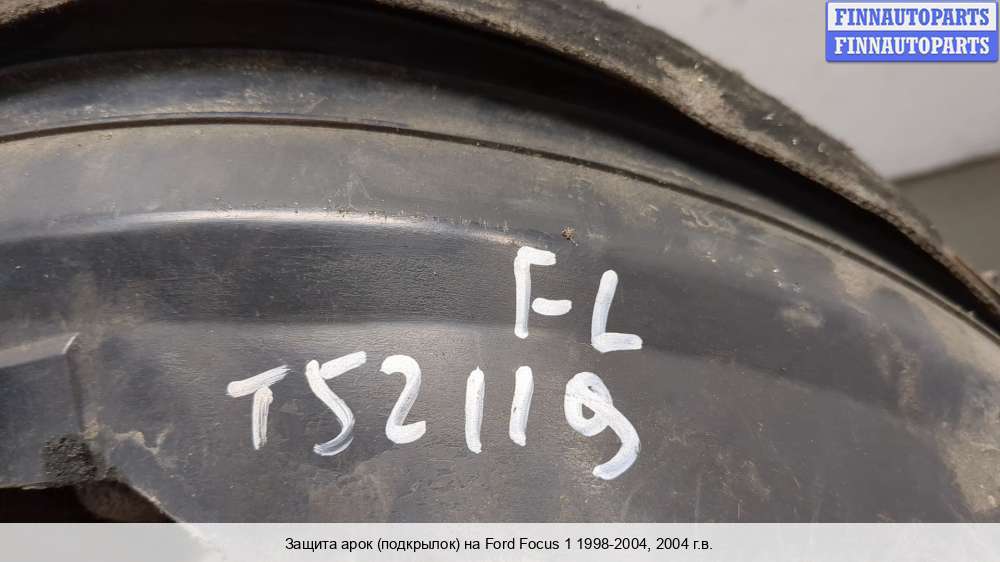 FINNAUTOPARTS
FINNAUTOPARTS
FL
T52119
Защита арок (подкрылок) на Ford Focus 1 1998-2004, 2004 г.в.